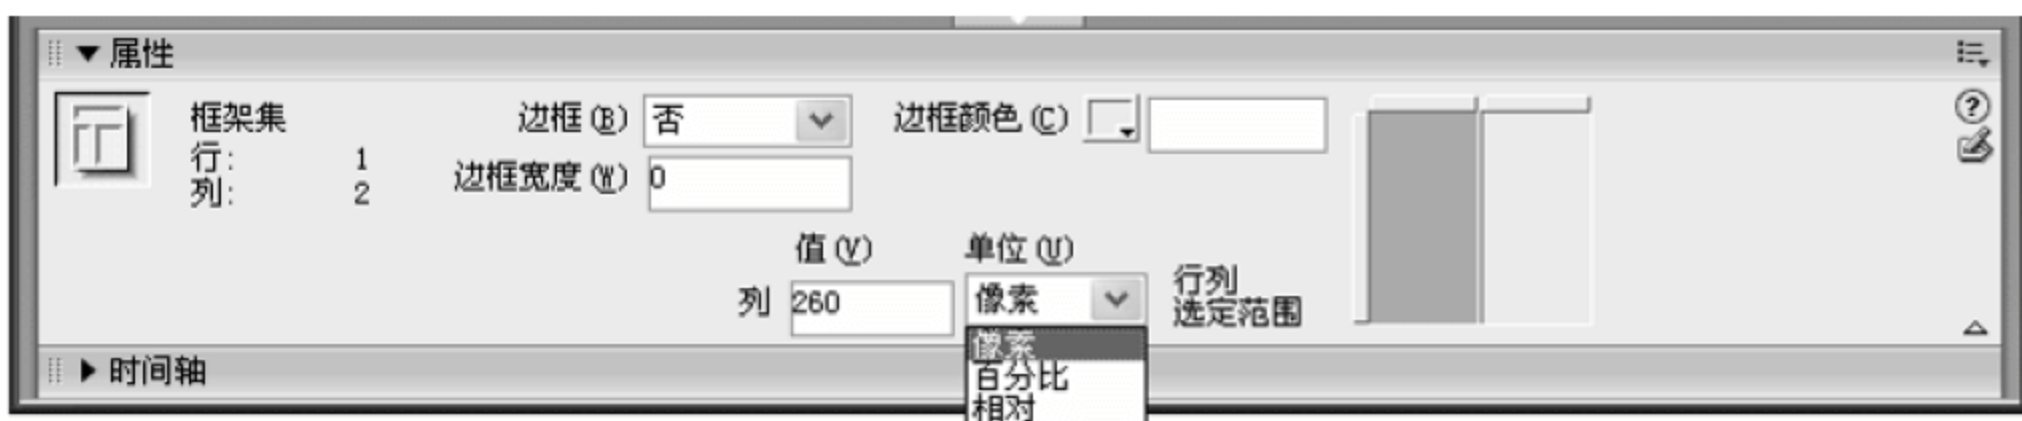 属性
框架集 边框(B) 否 边框颜色(C)
行: 1
列: 2
边框宽度(W) 0
值(V) 单位(U)
列 260 像素 行列
选定范围
像素
百分比
相对
时间轴